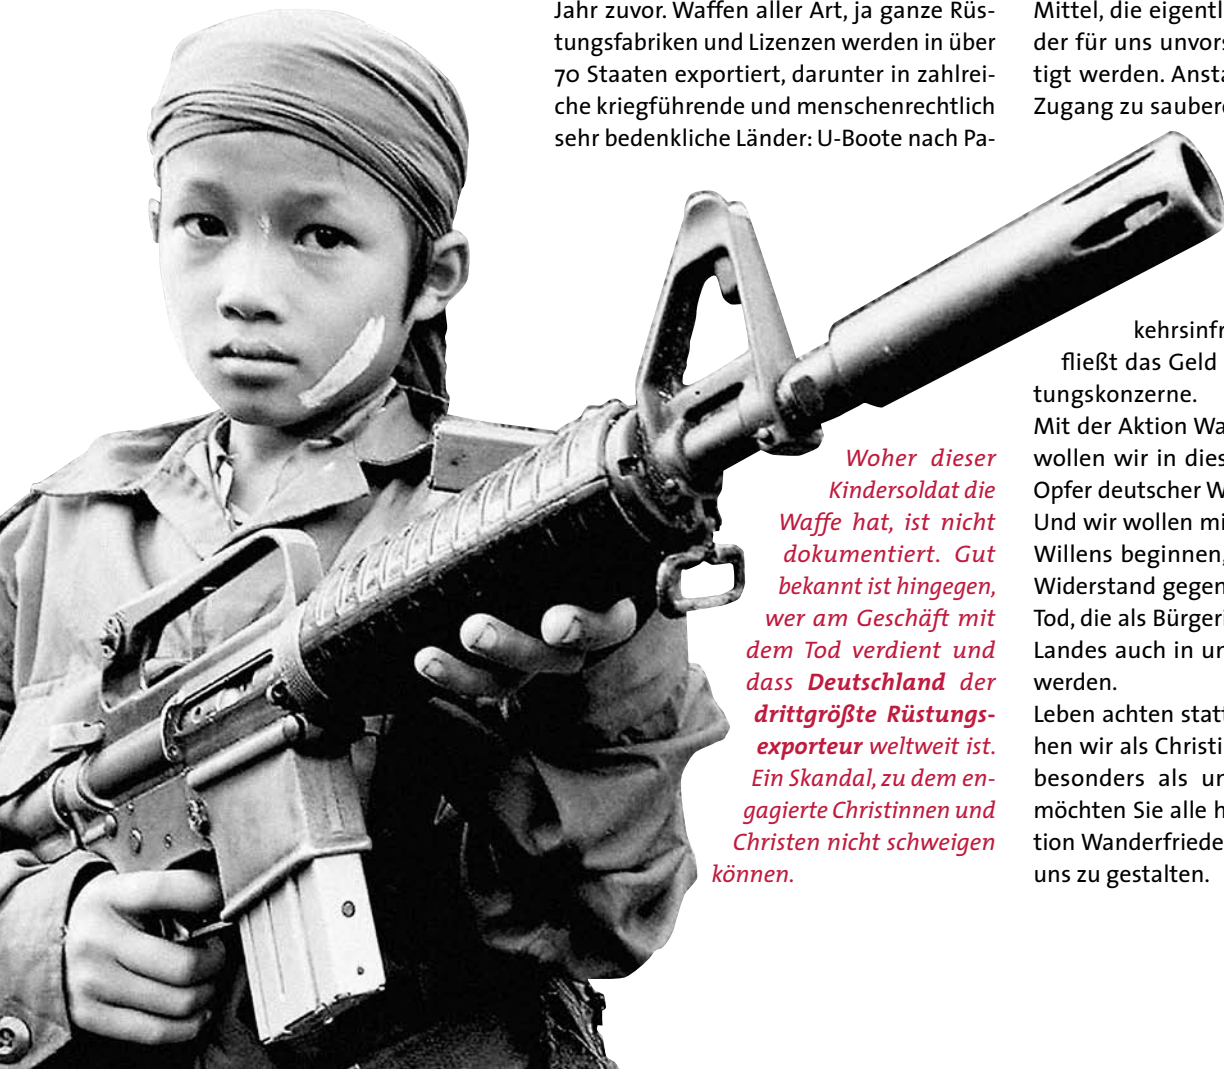 Jahr zuvor. Waffen aller Art, ja ganze Rüs-
tungsfabriken und Lizenzen werden in über
70 Staaten exportiert, darunter in zahlrei-
che kriegführende und menschenrechtlich
sehr bedenkliche Länder: U-Boote nach Pa-
Woher dieser
Kindersoldat die
Waffe hat, ist nicht
dokumentiert. Gut
bekannt ist hingegen,
wer am Geschäft mit
dem Tod verdient und
dass Deutschland der
drittgrößte Rüstungs-
exporteur weltweit ist.
Ein Skandal, zu dem en-
gagierte Christinnen und
Christen nicht schweigen
können.
Mittel, die eigentl
der für uns unvors
tigt werden. Ansta
Zugang zu saubere
kehrsinfr
fließt das Geld
tungskonzerne.
Mit der Aktion Wa
wollen wir in dies
Opfer deutscher W
Und wir wollen mi
Willens beginnen,
Widerstand gegen
Tod, die als Bürgeri
Landes auch in un
werden.
Leben achten statt
hen wir als Christi
besonders als un
möchten Sie alle h
tion Wanderfriede
uns zu gestalten.